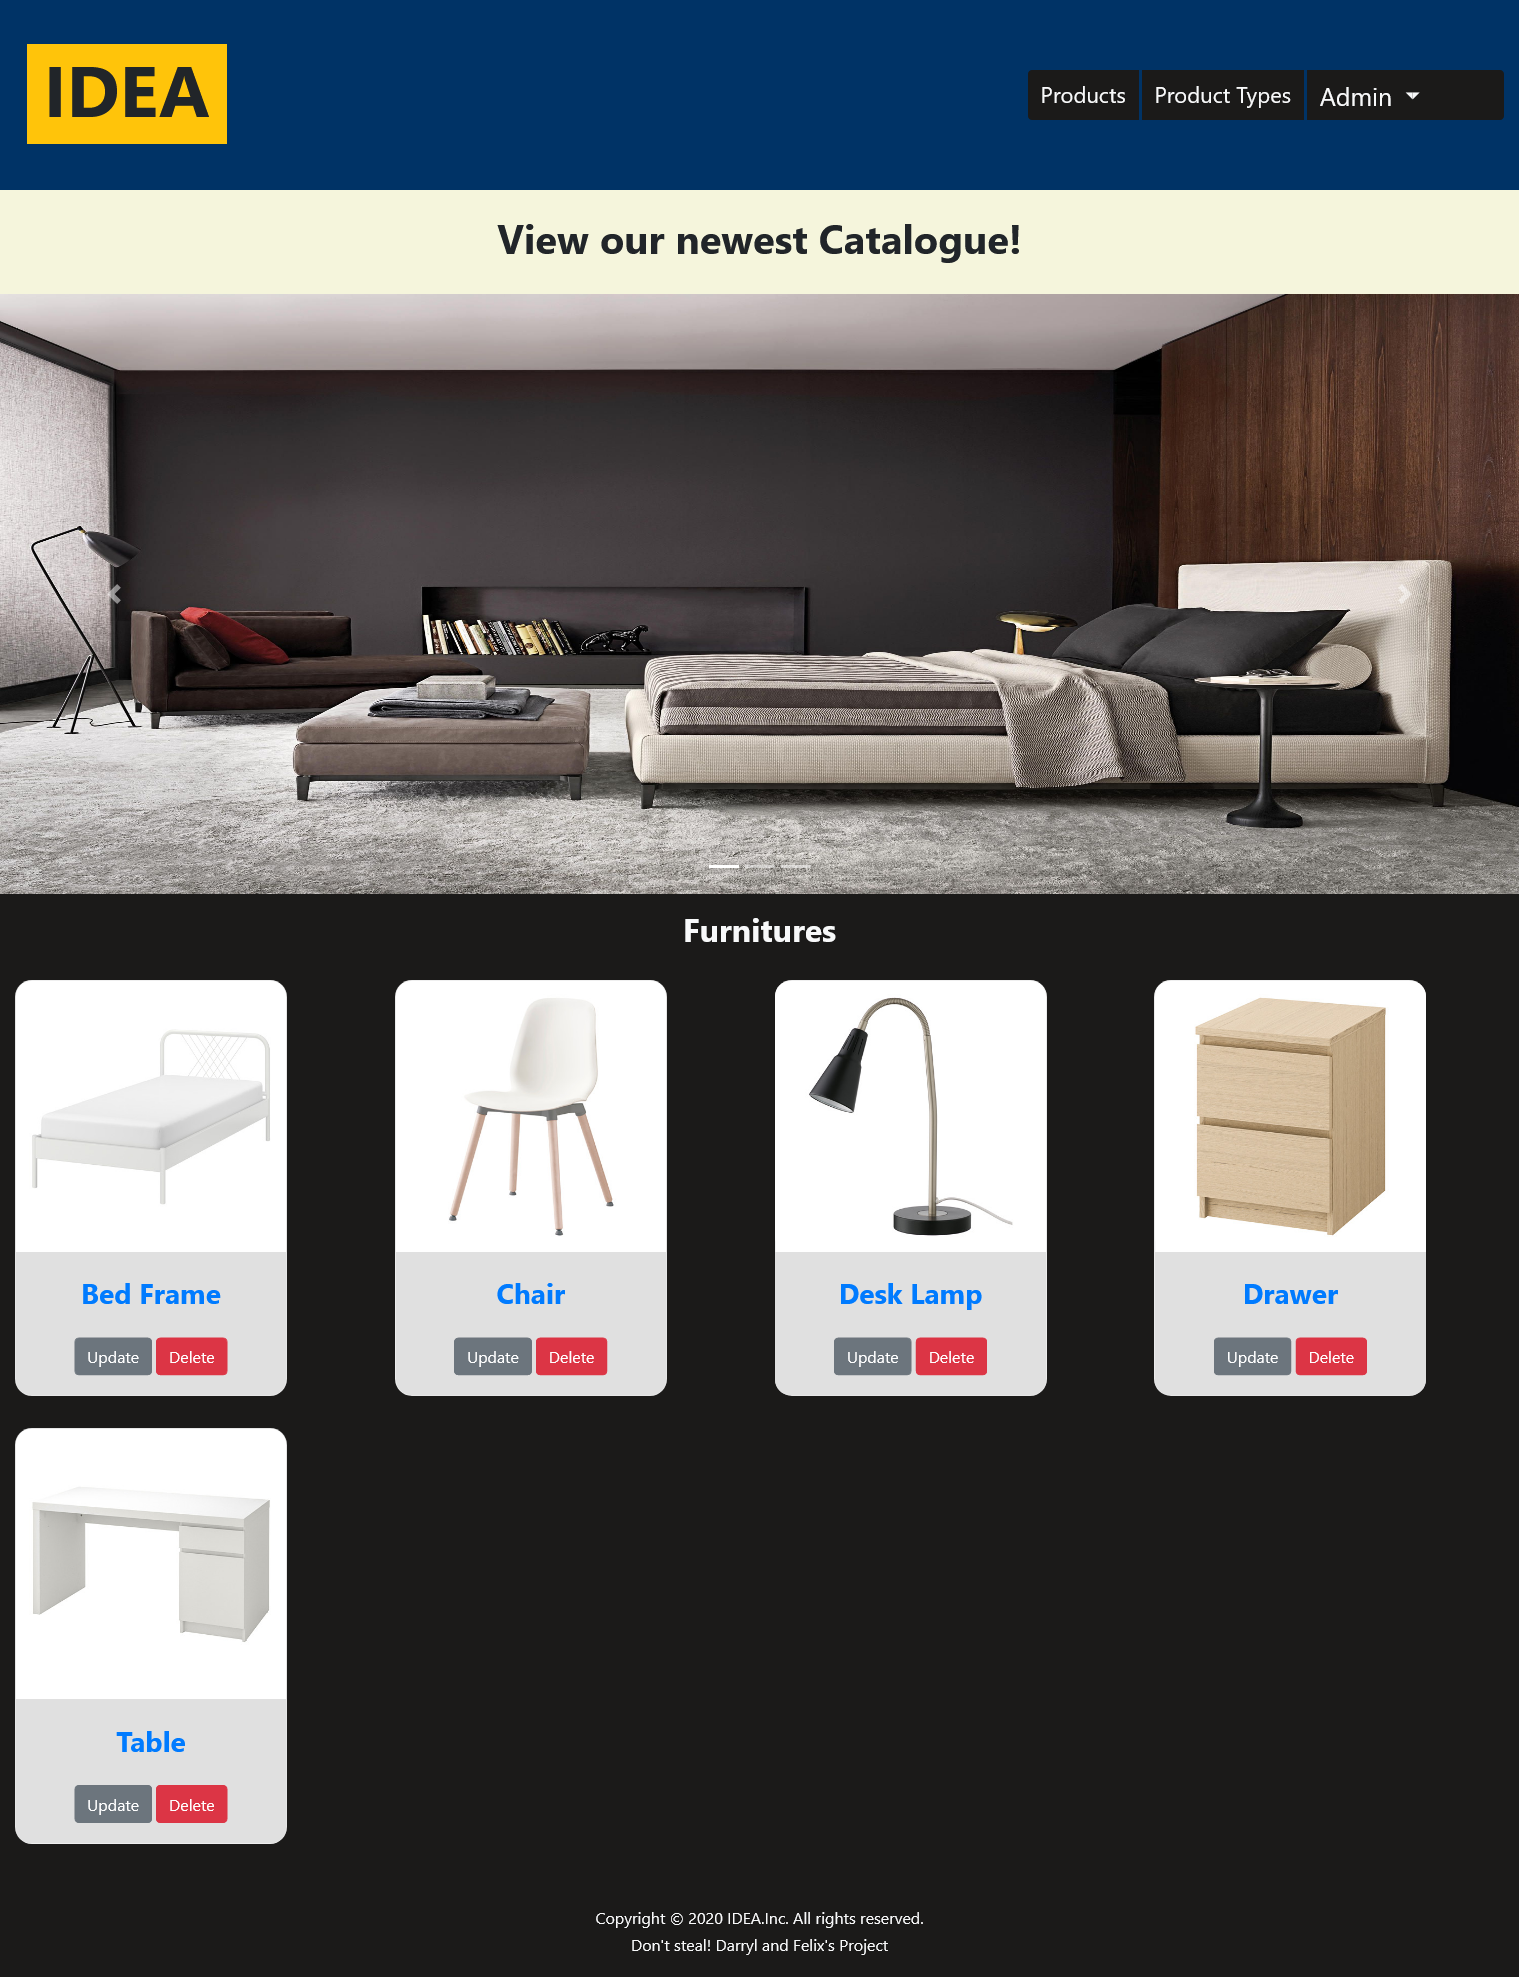 IDEA
Products
Product Types
Admin
View our newest Catalogue!
Furnitures
Bed Frame
Chair
Desk Lamp
Drawer
Update
Delete
Update
Delete
Update
Delete
Update
Delete
Table
Update
Delete
Copyright © 2020 IDEA.Inc. All rights reserved.
Don't steal! Darryl and Felix's Project